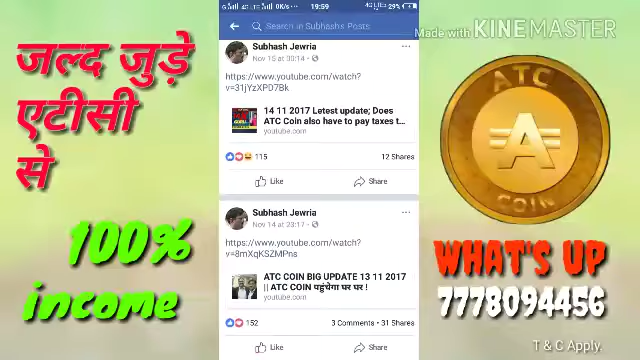 जल्द जुड़े
एटीसी
से
100%
income
19:59
29%
Search in Subhash's Posts
Subhash Jewria
Nov 15 at 00:14
https://www.youtube.com/watch?
v=31jYzXPD7Bk
14 11 2017 Letest update; Does
ATC Coin also have to pay taxes t...
youtube.com
115
12 Shares
Like
Share
Subhash Jewria
Nov 14 at 23:17
https://www.youtube.com/watch?
v=8mXqKSZMPns
ATC COIN BIG UPDATE 13 11 2017
|| ATC COIN पहुंचेगा घर घर !
youtube.com
152
3 Comments • 31 Shares
Like
Share
Made with KINEMASTER
ATC
A
COIN
WHAT'S UP
7778094456
T & C Apply.